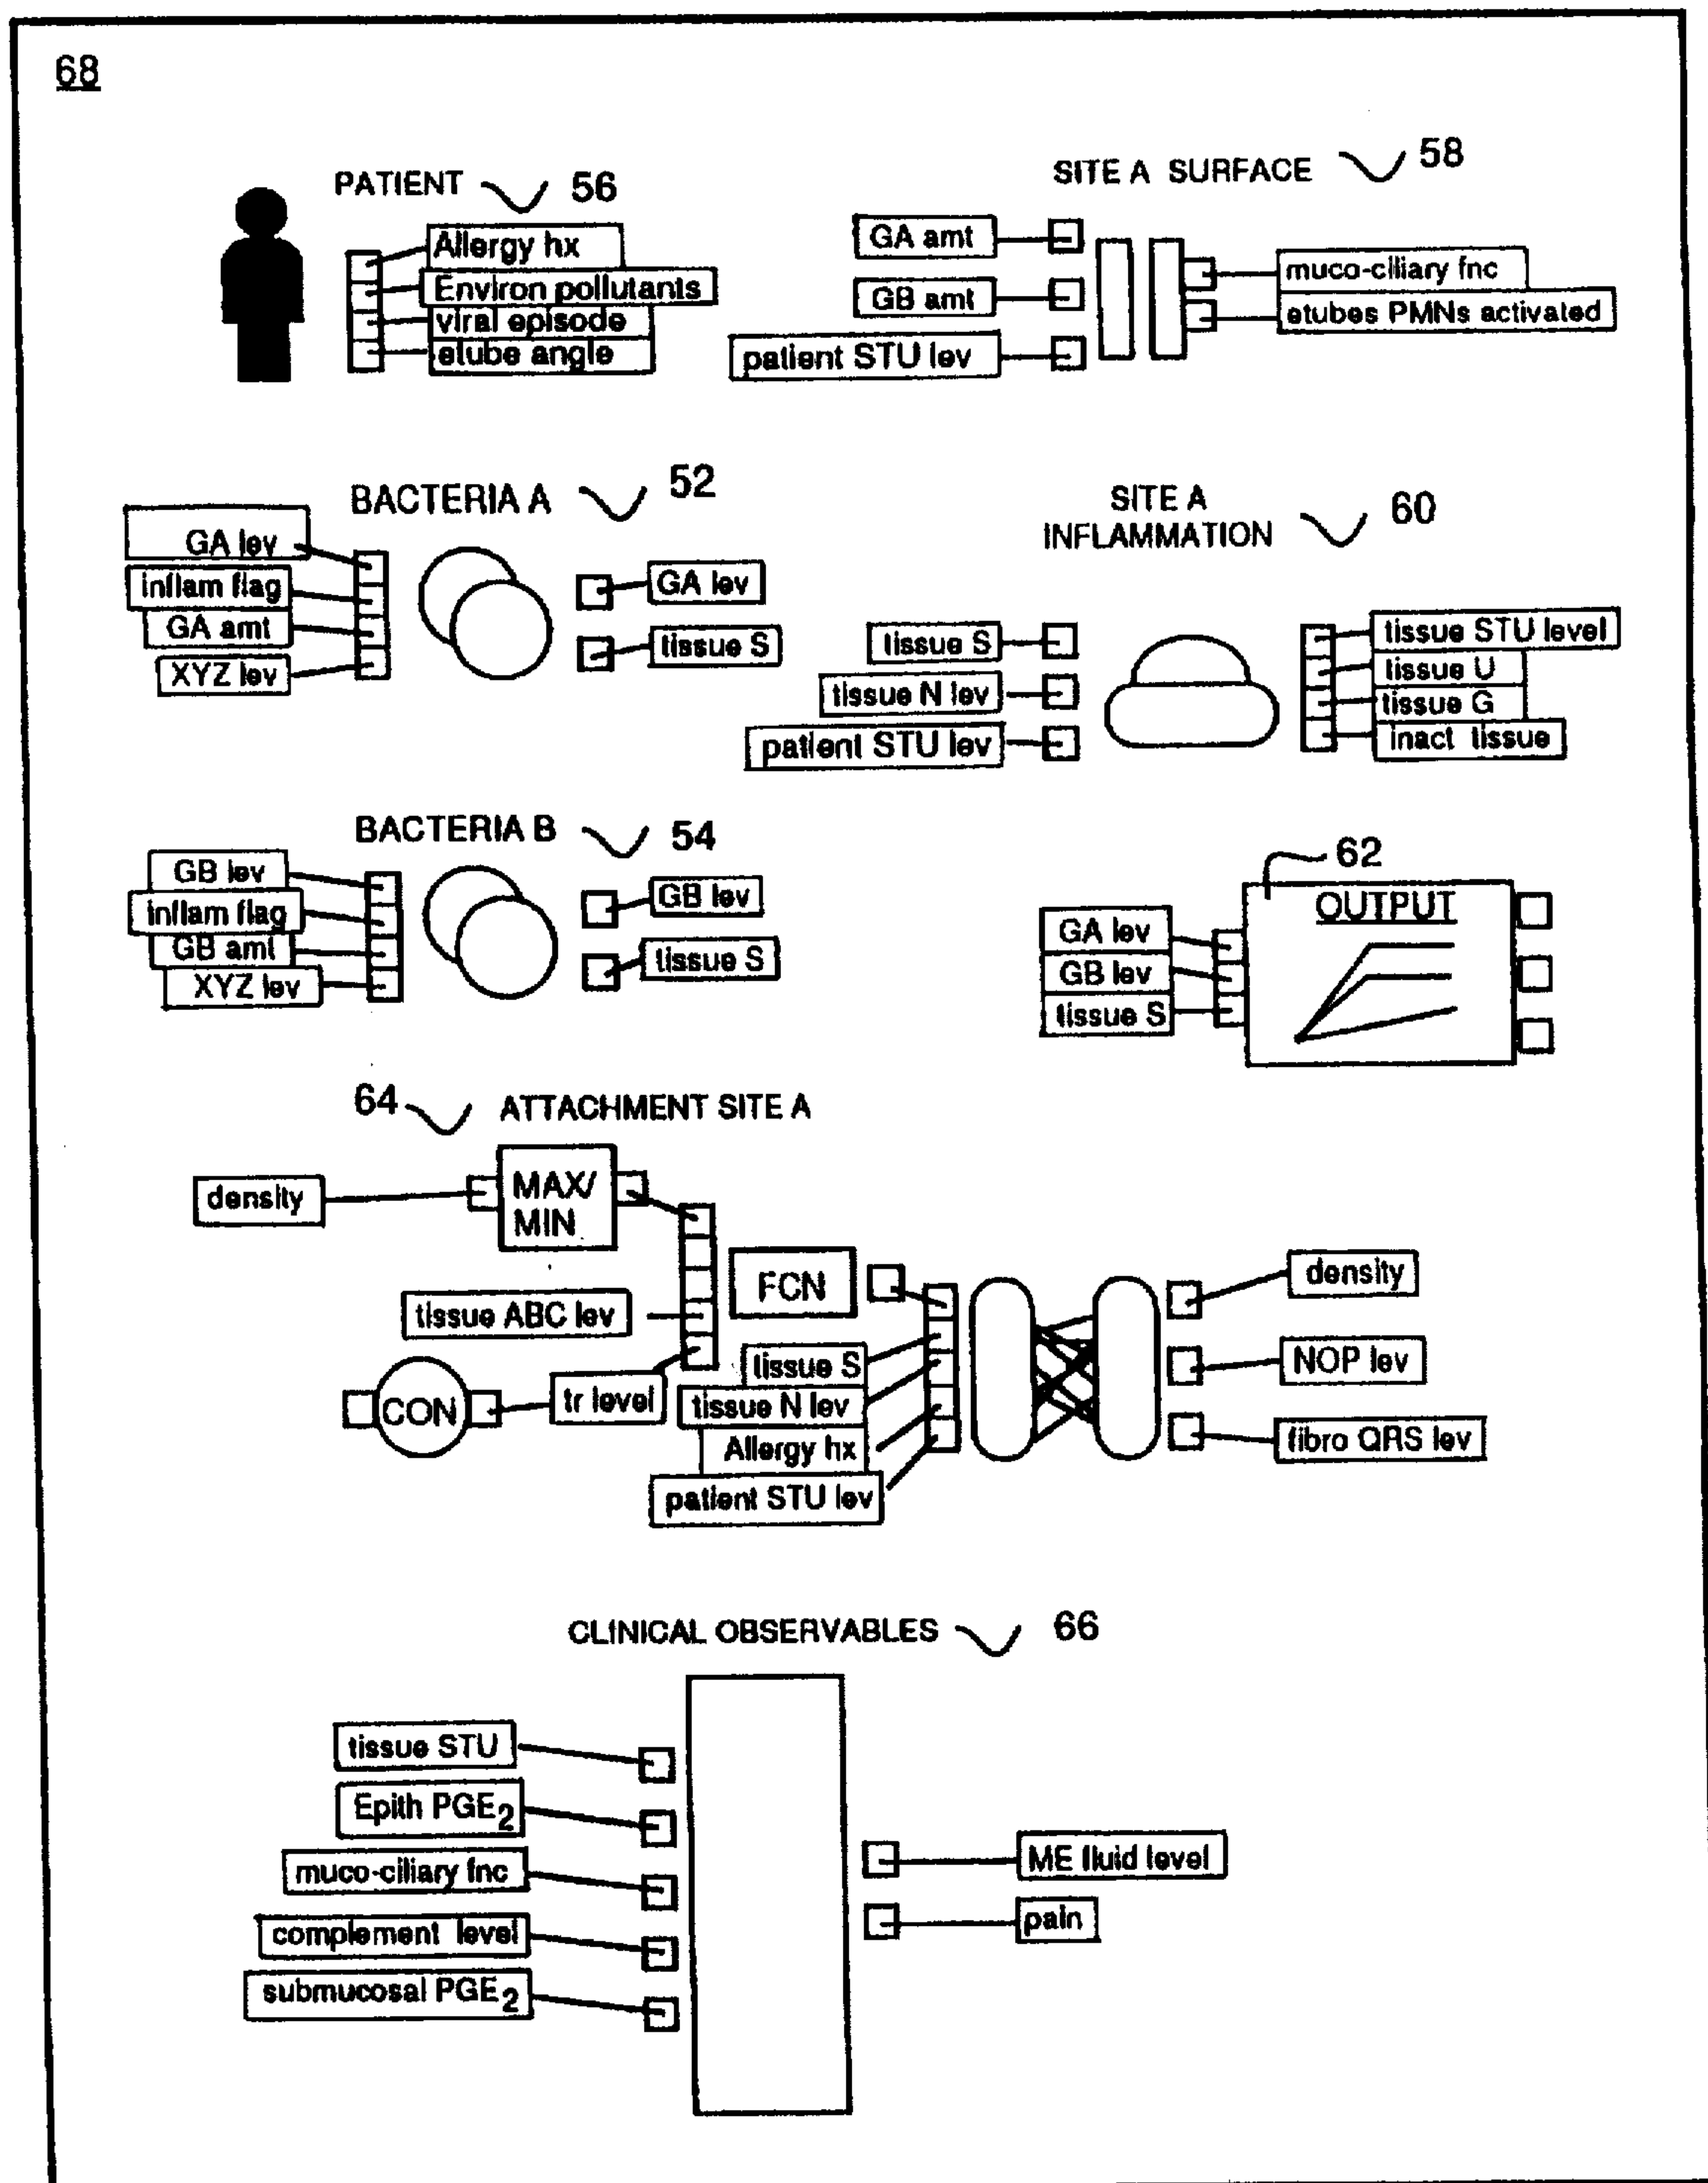 68
PATIENT 56
Allergy hx
Environ pollutants
viral episode
etube angle
SITE A SURFACE 58
GA amt
GB amt
patient STU lev
muco-ciliary fnc
etubes PMNs activated
BACTERIA A 52
GA lev
inflam flag
GA amt
XYZ lev
GA lev
tissue S
SITE A
INFLAMMATION 60
tissue S
tissue N lev
patient STU lev
tissue STU level
tissue U
tissue G
inact tissue
BACTERIA B 54
GB lev
inflam flag
GB amt
XYZ lev
GB lev
tissue S
62
OUTPUT
GA lev
GB lev
tissue S
64 ATTACHMENT SITE A
density
MAX/
MIN
FCN
tissue ABC lev
CON
tr level
tissue S
tissue N lev
Allergy hx
patient STU lev
density
NOP lev
fibro QRS lev
CLINICAL OBSERVABLES 66
tissue STU
Epith PGE2
muco-ciliary fnc
complement level
submucosal PGE2
ME fluid level
pain